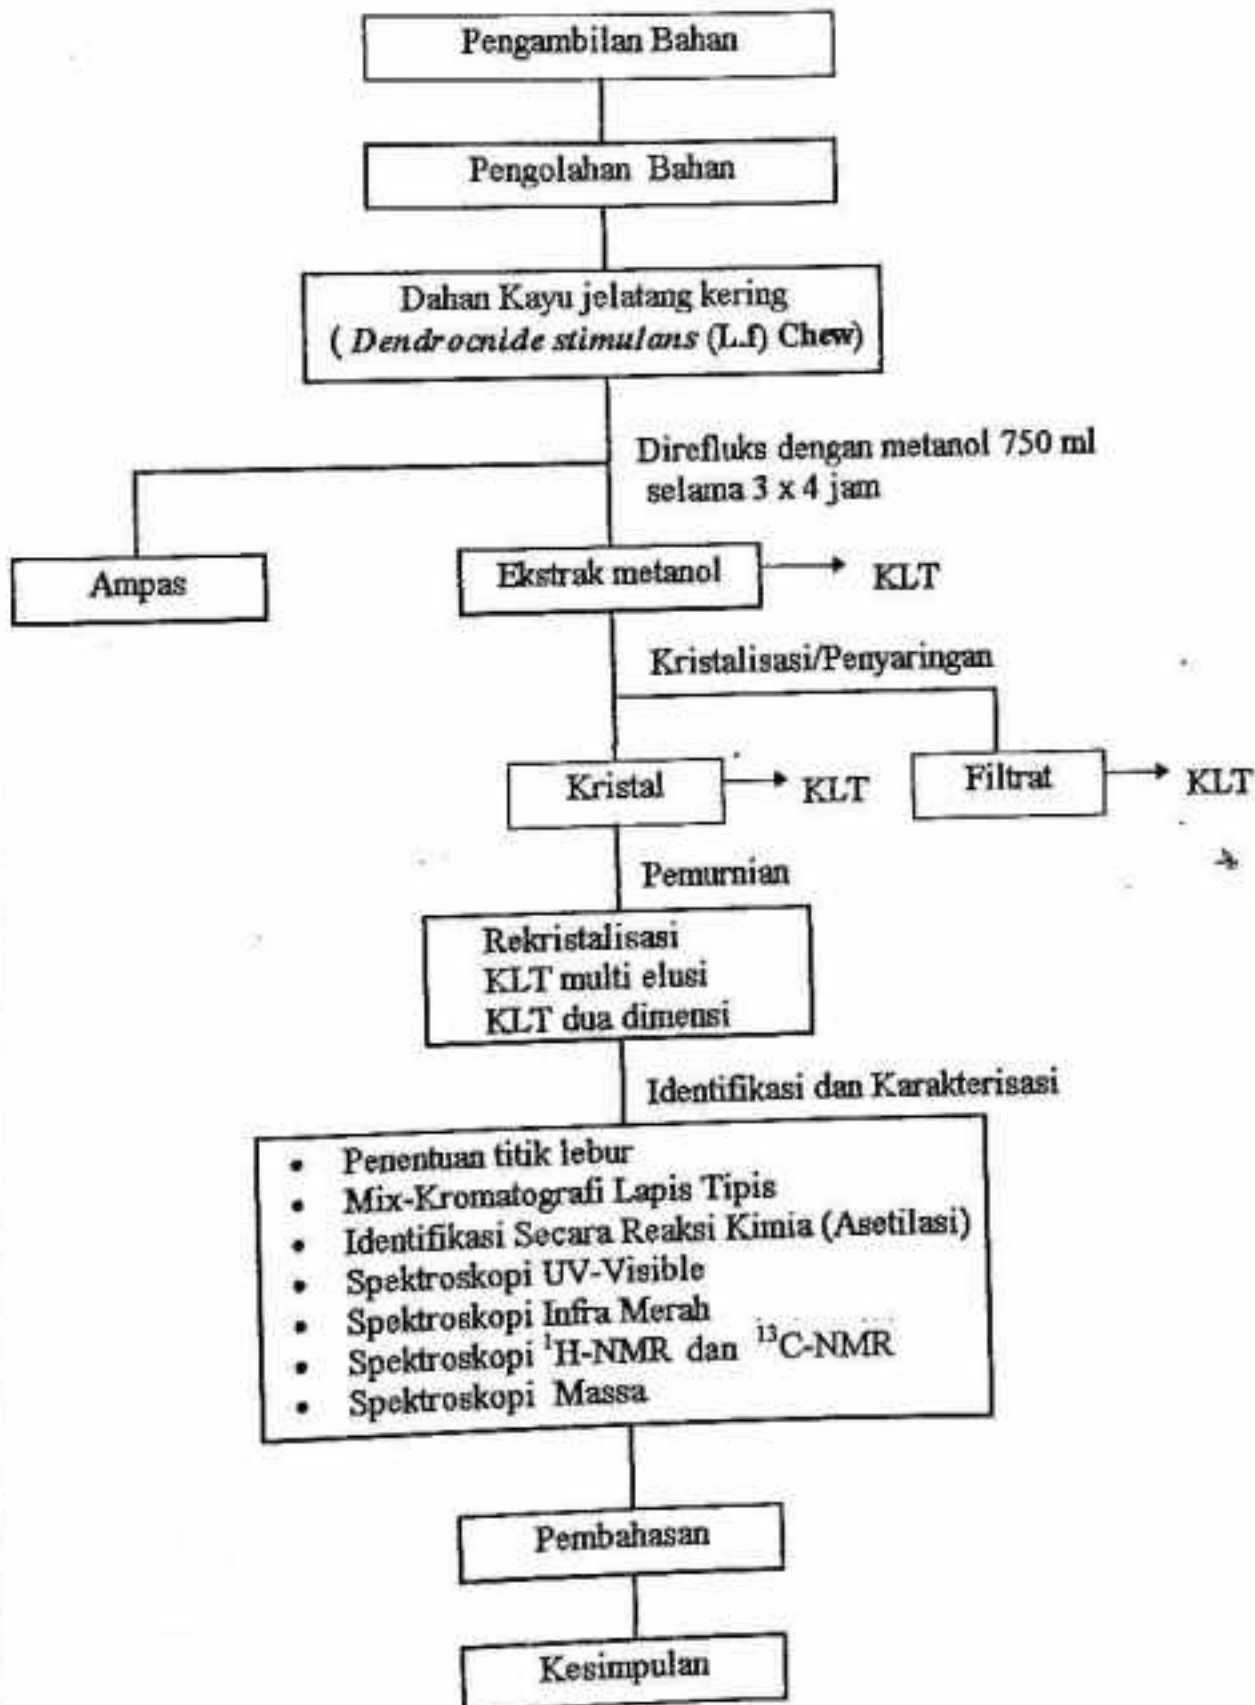 Pengambilan Bahan
Pengolahan Bahan
Dahan Kayu jelatang kering
( Dendrocnide stimulans (L.f) Chew)
Direfluks dengan metanol 750 ml
selama 3 x 4 jam
Ampas
Ekstrak metanol
KLT
Kristalisasi/Penyaringan
Kristal
KLT
Filtrat
KLT
Pemurnian
Rekristalisasi
KLT multi elusi
KLT dua dimensi
Identifikasi dan Karakterisasi
• Penentuan titik lebur
• Mix-Kromatografi Lapis Tipis
• Identifikasi Secara Reaksi Kimia (Asetilasi)
• Spektroskopi UV-Visible
• Spektroskopi Infra Merah
• Spektroskopi ¹H-NMR dan ¹³C-NMR
• Spektroskopi Massa
Pembahasan
Kesimpulan